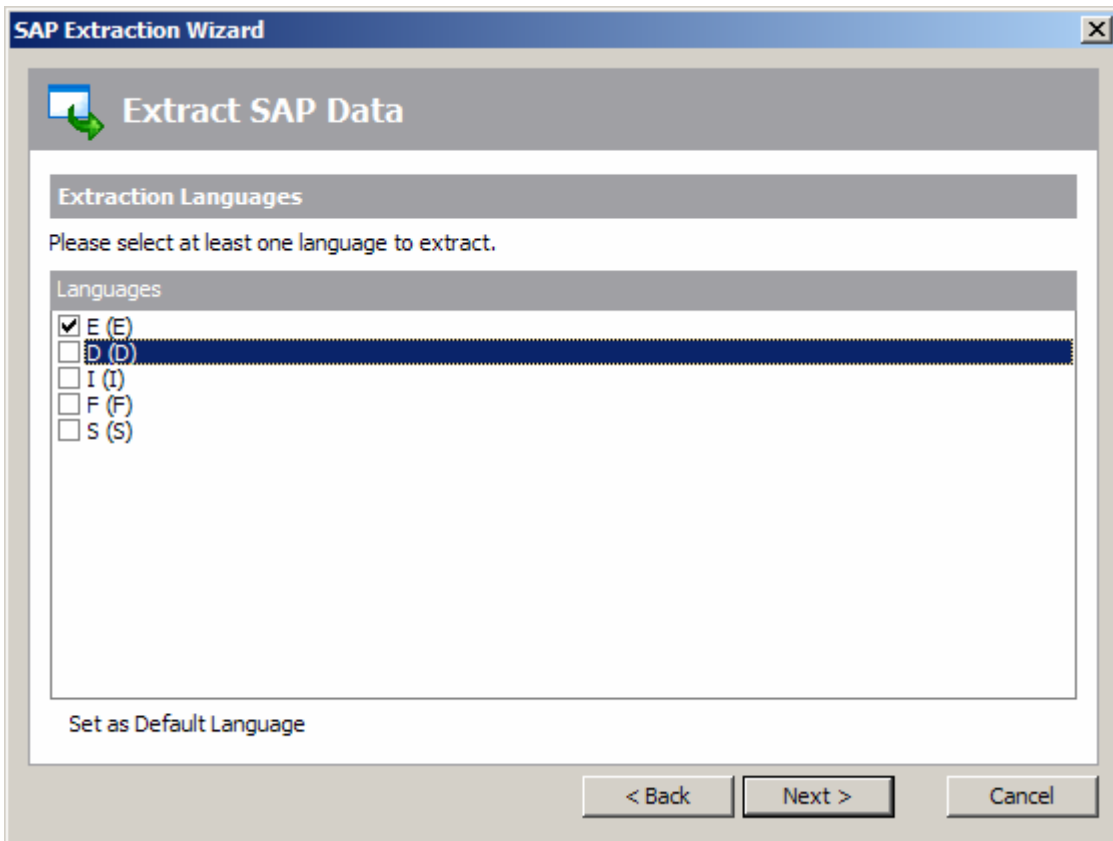 SAP Extraction Wizard
Extract SAP Data
Extraction Languages
Please select at least one language to extract.
Languages
E (E)
D (D)
I (I)
F (F)
S (S)
Set as Default Language
< Back
Next >
Cancel